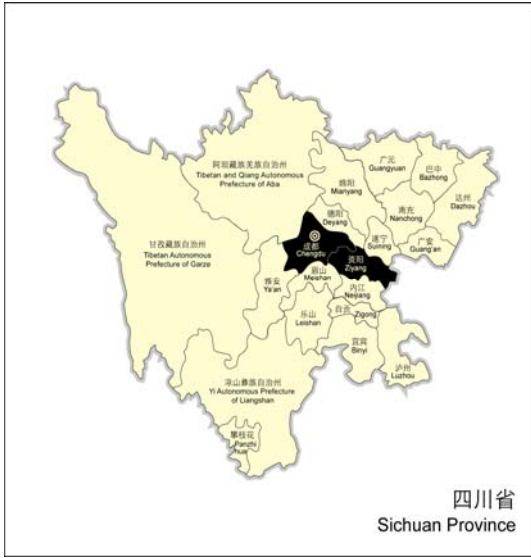 阿坝藏族羌族自治州
Tibetan and Qiang Autonomous
Prefecture of Aba
广元
Guangyuan
巴中
Bazhong
绵阳
Mianyang
达州
Dazhou
德阳
Deyang
南充
Nanchong
甘孜藏族自治州
Tibetan Autonomous
Prefecture of Garze
成都
Chengdu
遂宁
Suining
广安
Guang'an
资阳
Ziyang
眉山
Meishan
雅安
Ya'an
内江
Neijiang
乐山
Leishan
Zigong
宜宾
Binyi
泸州
Luzhou
凉山彝族自治州
Yi Autonomous Prefecture
of Liangshan
攀枝花
Panzhi
hua
四川省
Sichuan Province